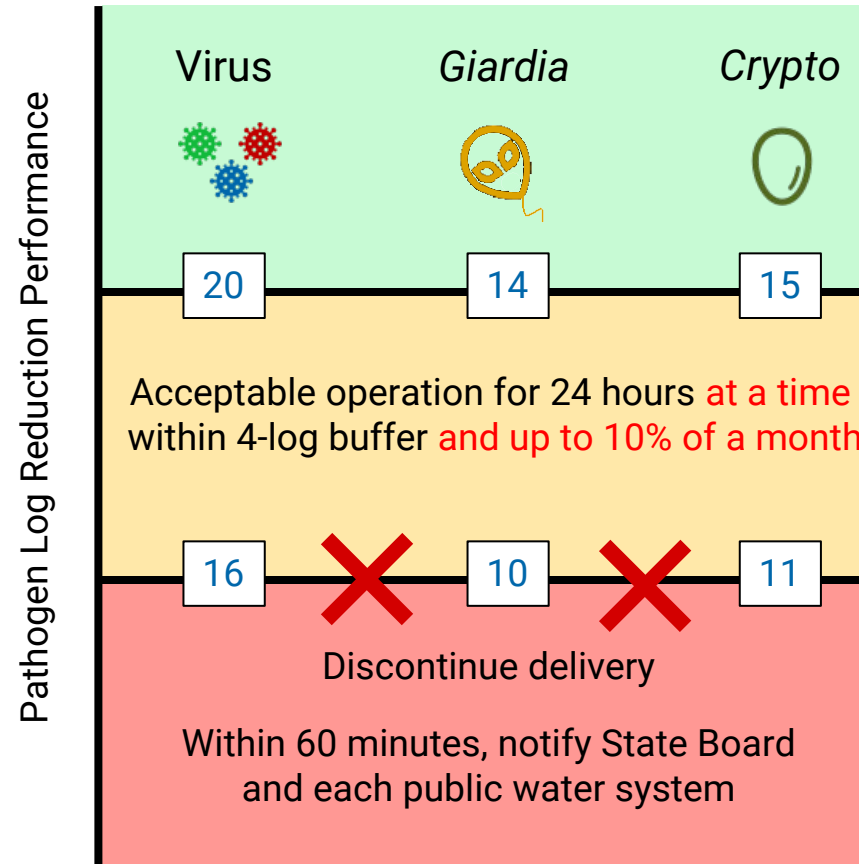 Pathogen Log Reduction Performance
Virus
Giardia
Crypto
20
14
15
Acceptable operation for 24 hours at a time
within 4-log buffer and up to 10% of a month
16
10
11
Discontinue delivery
Within 60 minutes, notify State Board
and each public water system